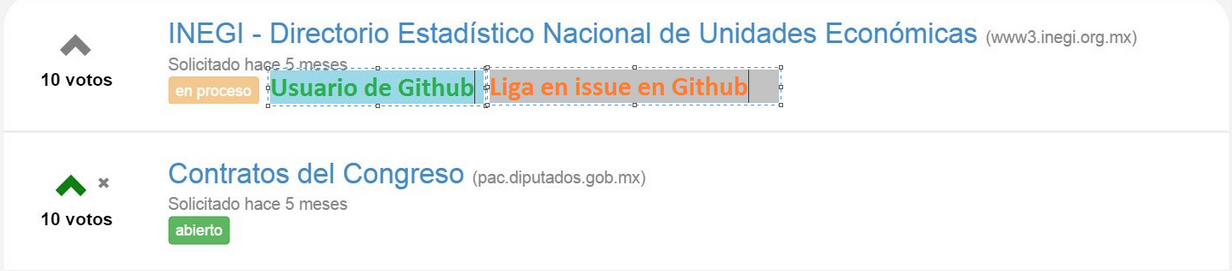 INEGI - Directorio Estadístico Nacional de Unidades Económicas (www3.inegi.org.mx)
10 votos
Solicitado hace 5 meses
en proceso Usuario de Github Liga en issue en Github
Contratos del Congreso (pac.diputados.gob.mx)
10 votos
Solicitado hace 5 meses
abierto